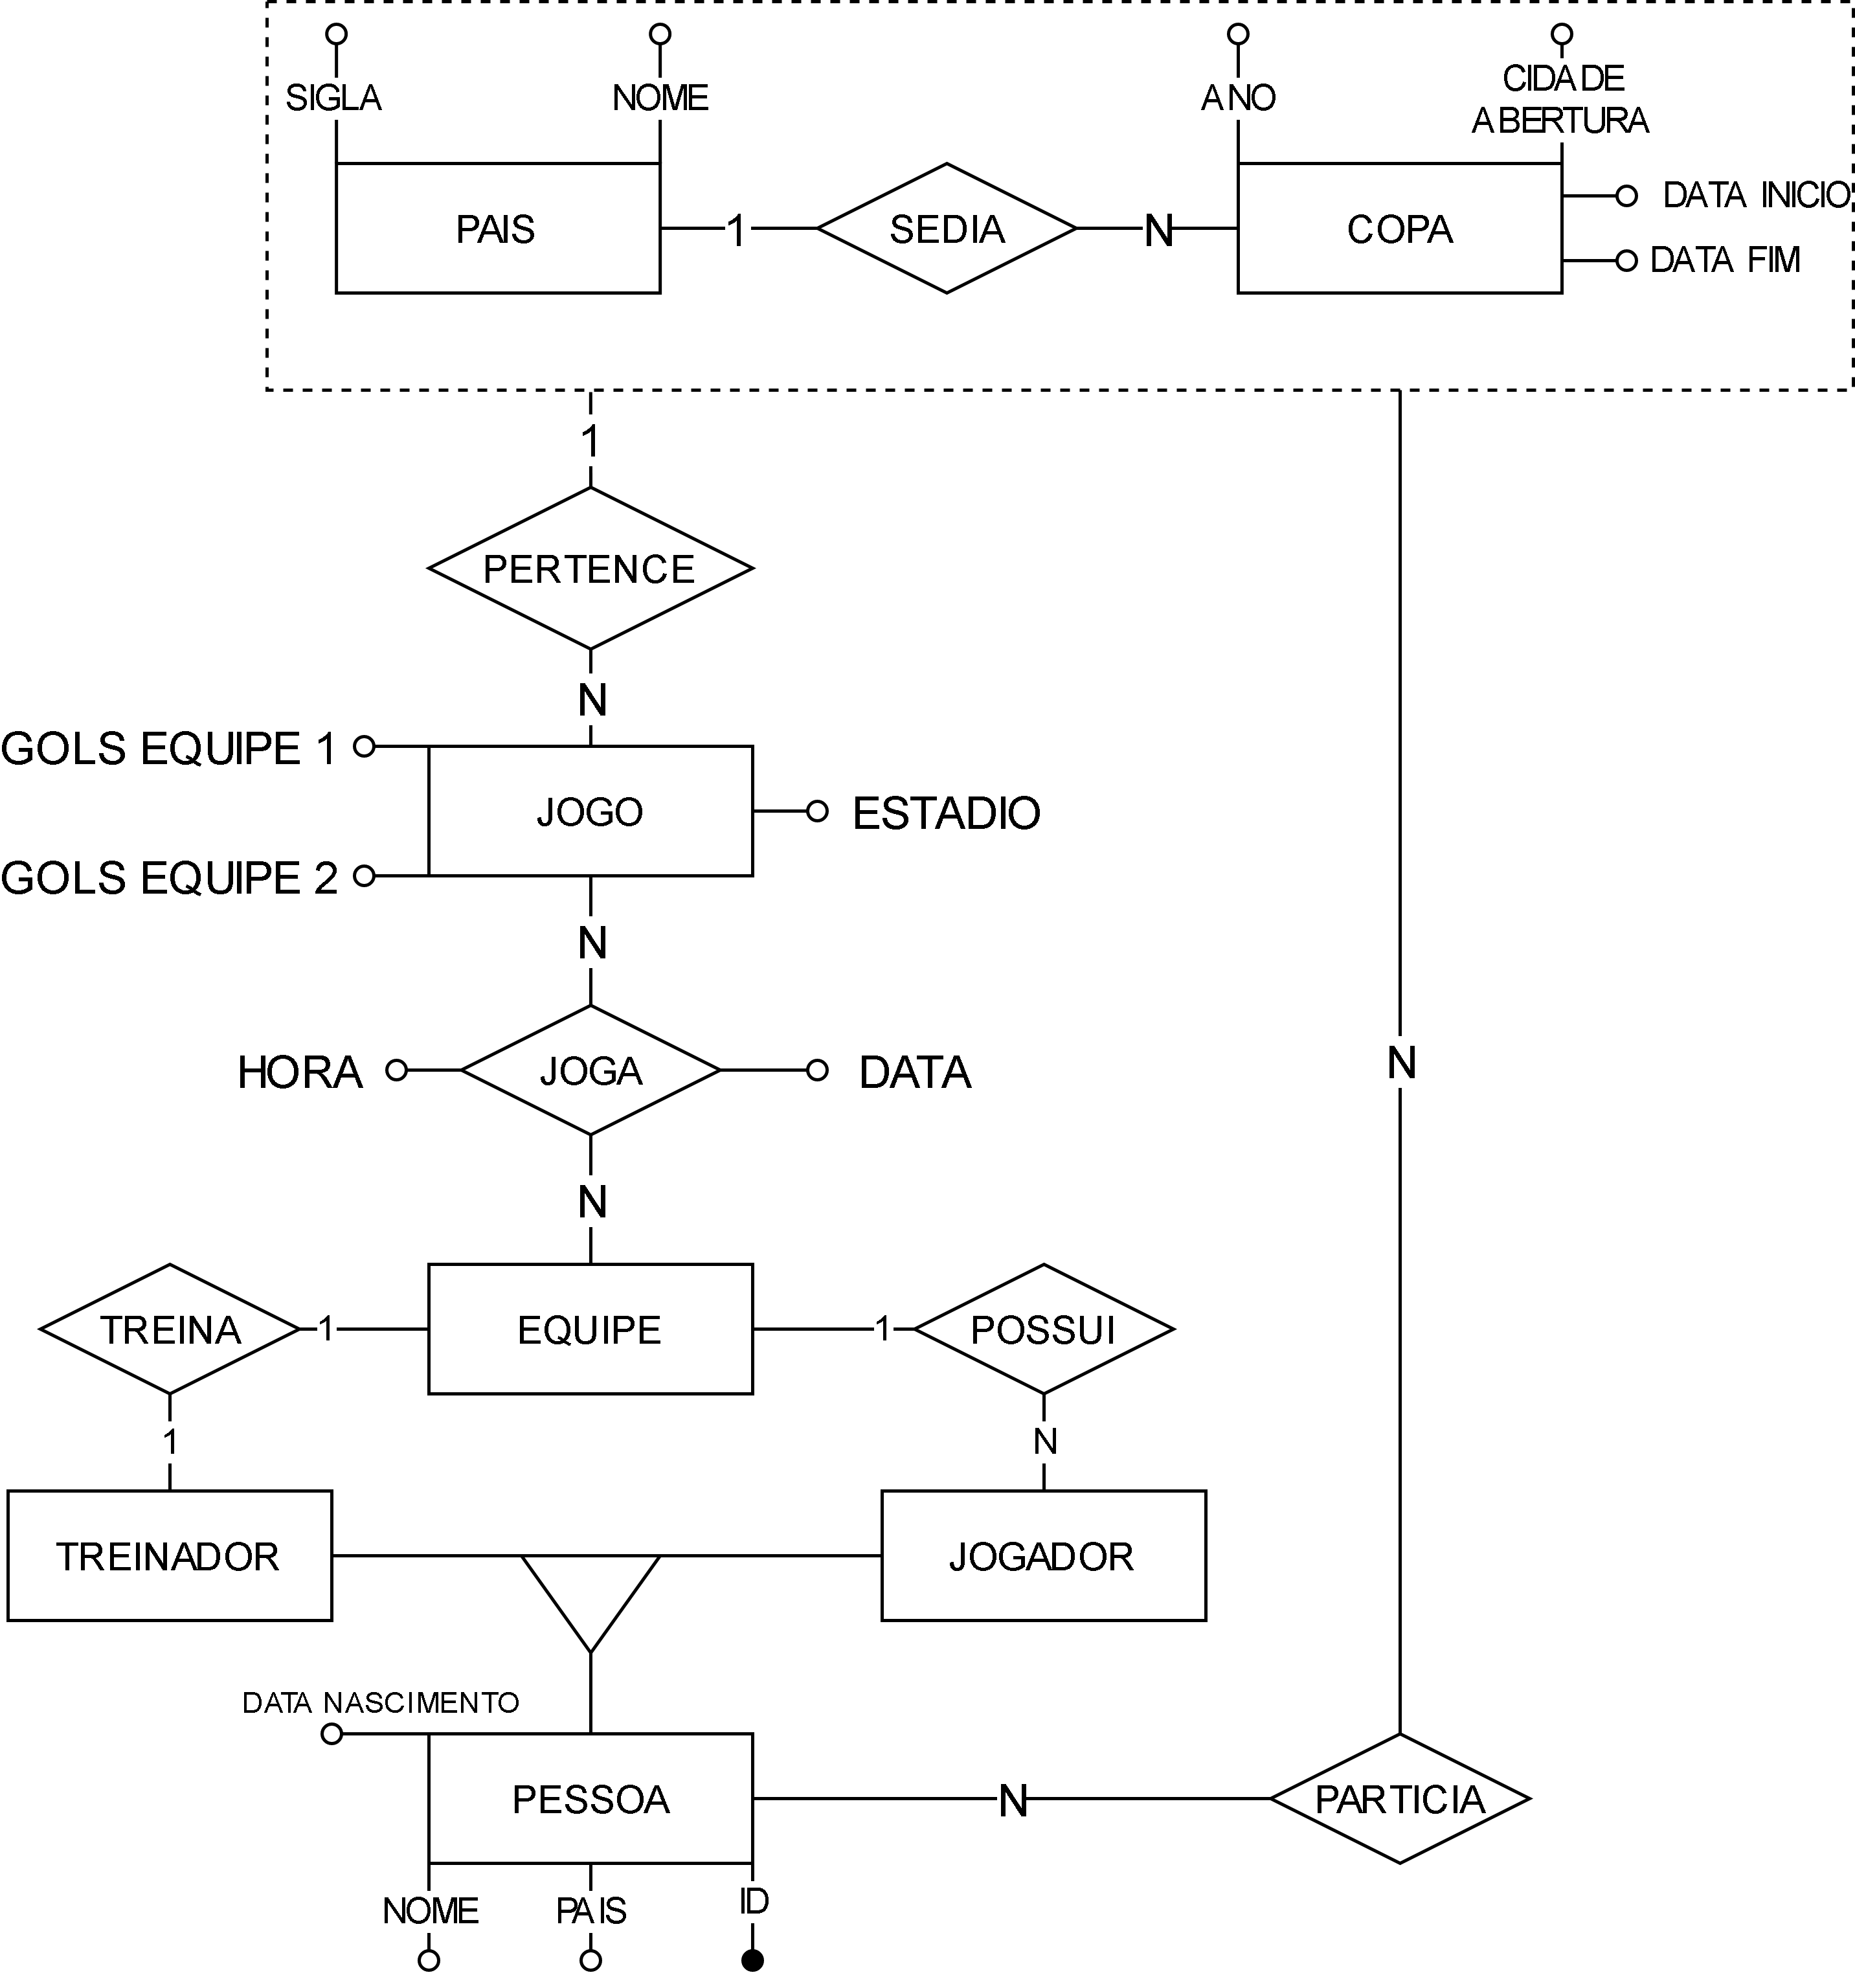 SIGLA
NOME
ANO
CIDADE
ABERTURA
PAIS
1
SEDIA
N
COPA
DATA INICIO
DATA FIM
1
PERTENCE
N
GOLS EQUIPE 1
JOGO
ESTADIO
GOLS EQUIPE 2
N
HORA
JOGA
DATA
N
N
TREINA
1
EQUIPE
1
POSSUI
1
N
TREINADOR
JOGADOR
DATA NASCIMENTO
PESSOA
N
PARTICIA
NOME
PAIS
ID